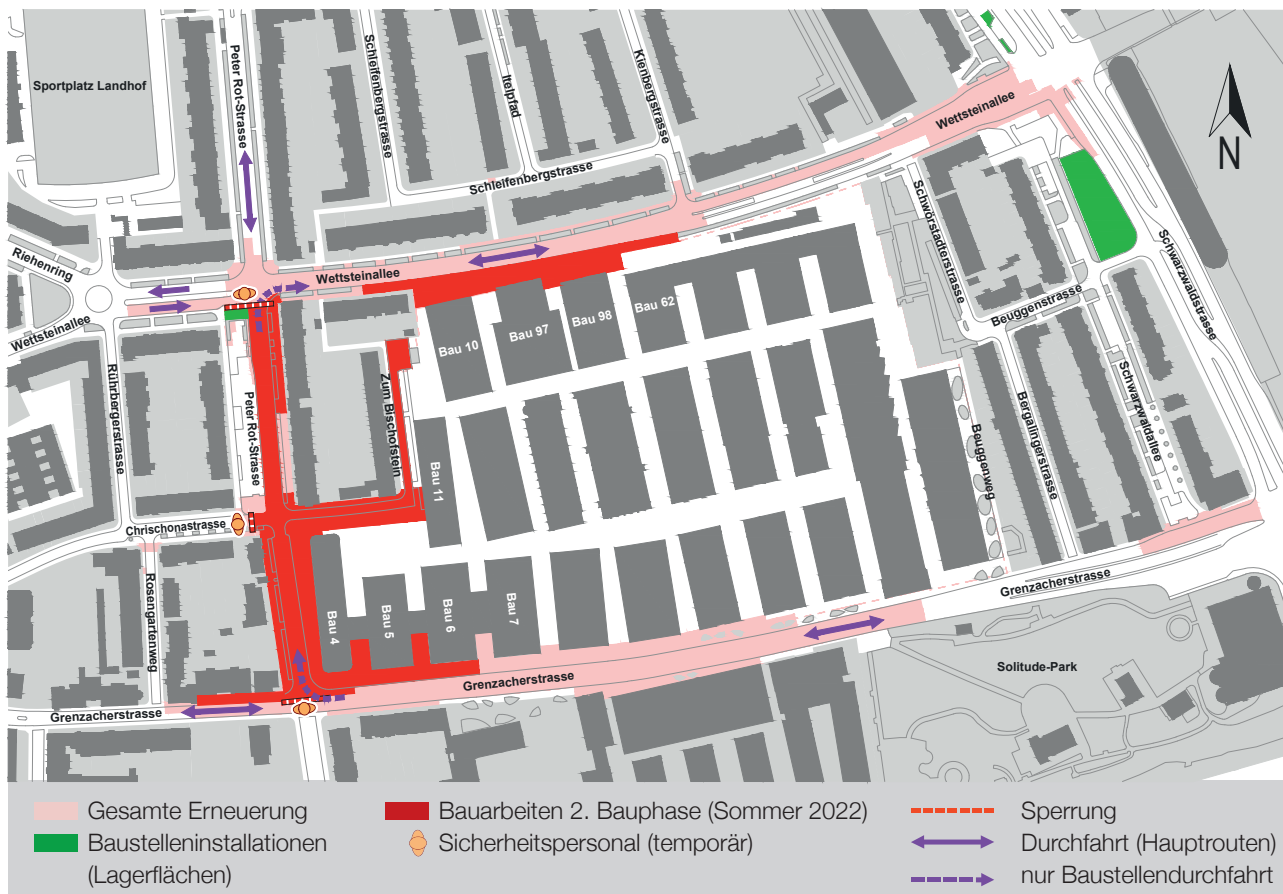 Sportplatz Landhof
Peter Rot-Strasse
Schleifenbergstrasse
Itelpfad
Kienbergstrasse
Wettsteinallee
N
Schleifenbergstrasse
Schwörstadterstrasse
Riehenring
Wettsteinallee
Schwarzwaldstrasse
Wettsteinallee
Beuggenstrasse
Bau 10
Bau 97
Bau 98
Bau 62
Rührbergerstrasse
Peter Rot-Strasse
Zum Bischofstein
Bergalingerstrasse
Schwarzwaldallee
Bau 11
Beuggenweg
Chrischonastrasse
Rosengartenweg
Grenzacherstrasse
Bau 4
Bau 5
Bau 6
Bau 7
Solitude-Park
Grenzacherstrasse
Grenzacherstrasse
Gesamte Erneuerung
Baustelleninstallationen
(Lagerflächen)
Bauarbeiten 2. Bauphase (Sommer 2022)
Sicherheitspersonal (temporär)
Sperrung
Durchfahrt (Hauptrouten)
nur Baustellendurchfahrt